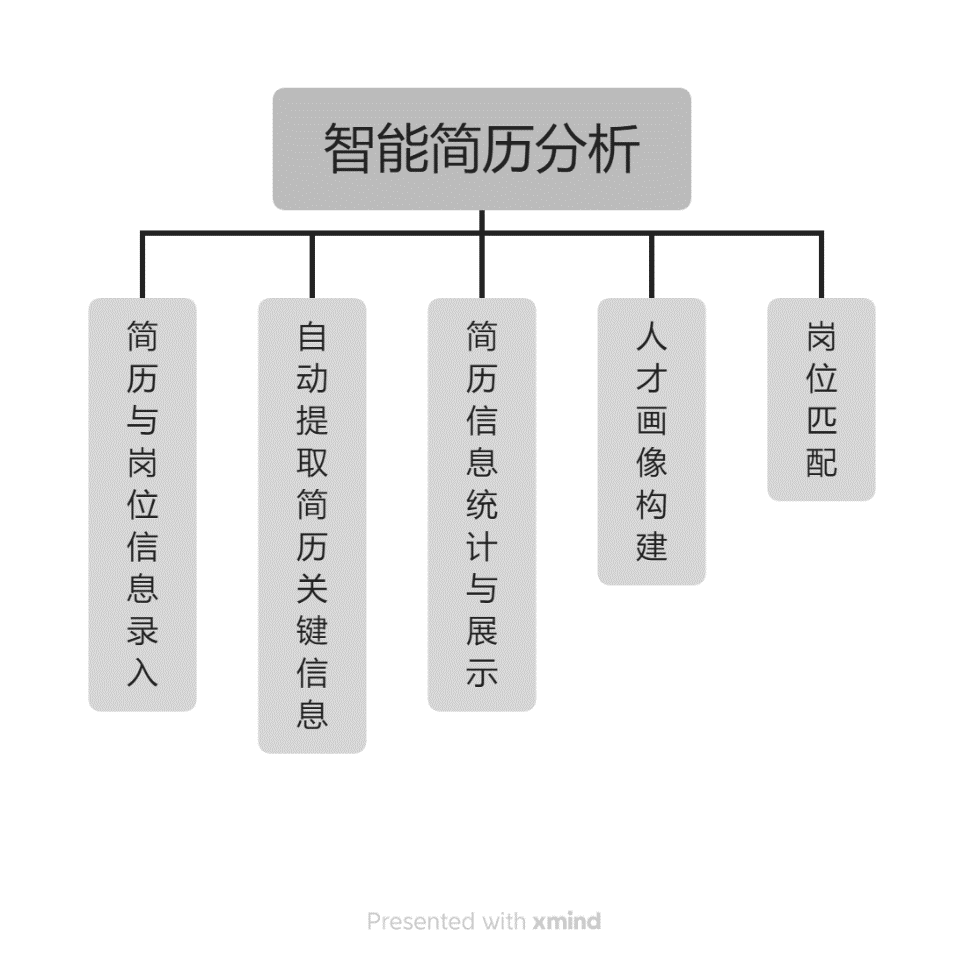 智能简历分析
简历与岗位信息录入
自动提取简历关键信息
简历信息统计与展示
人才画像构建
岗位匹配
Presented with xmind